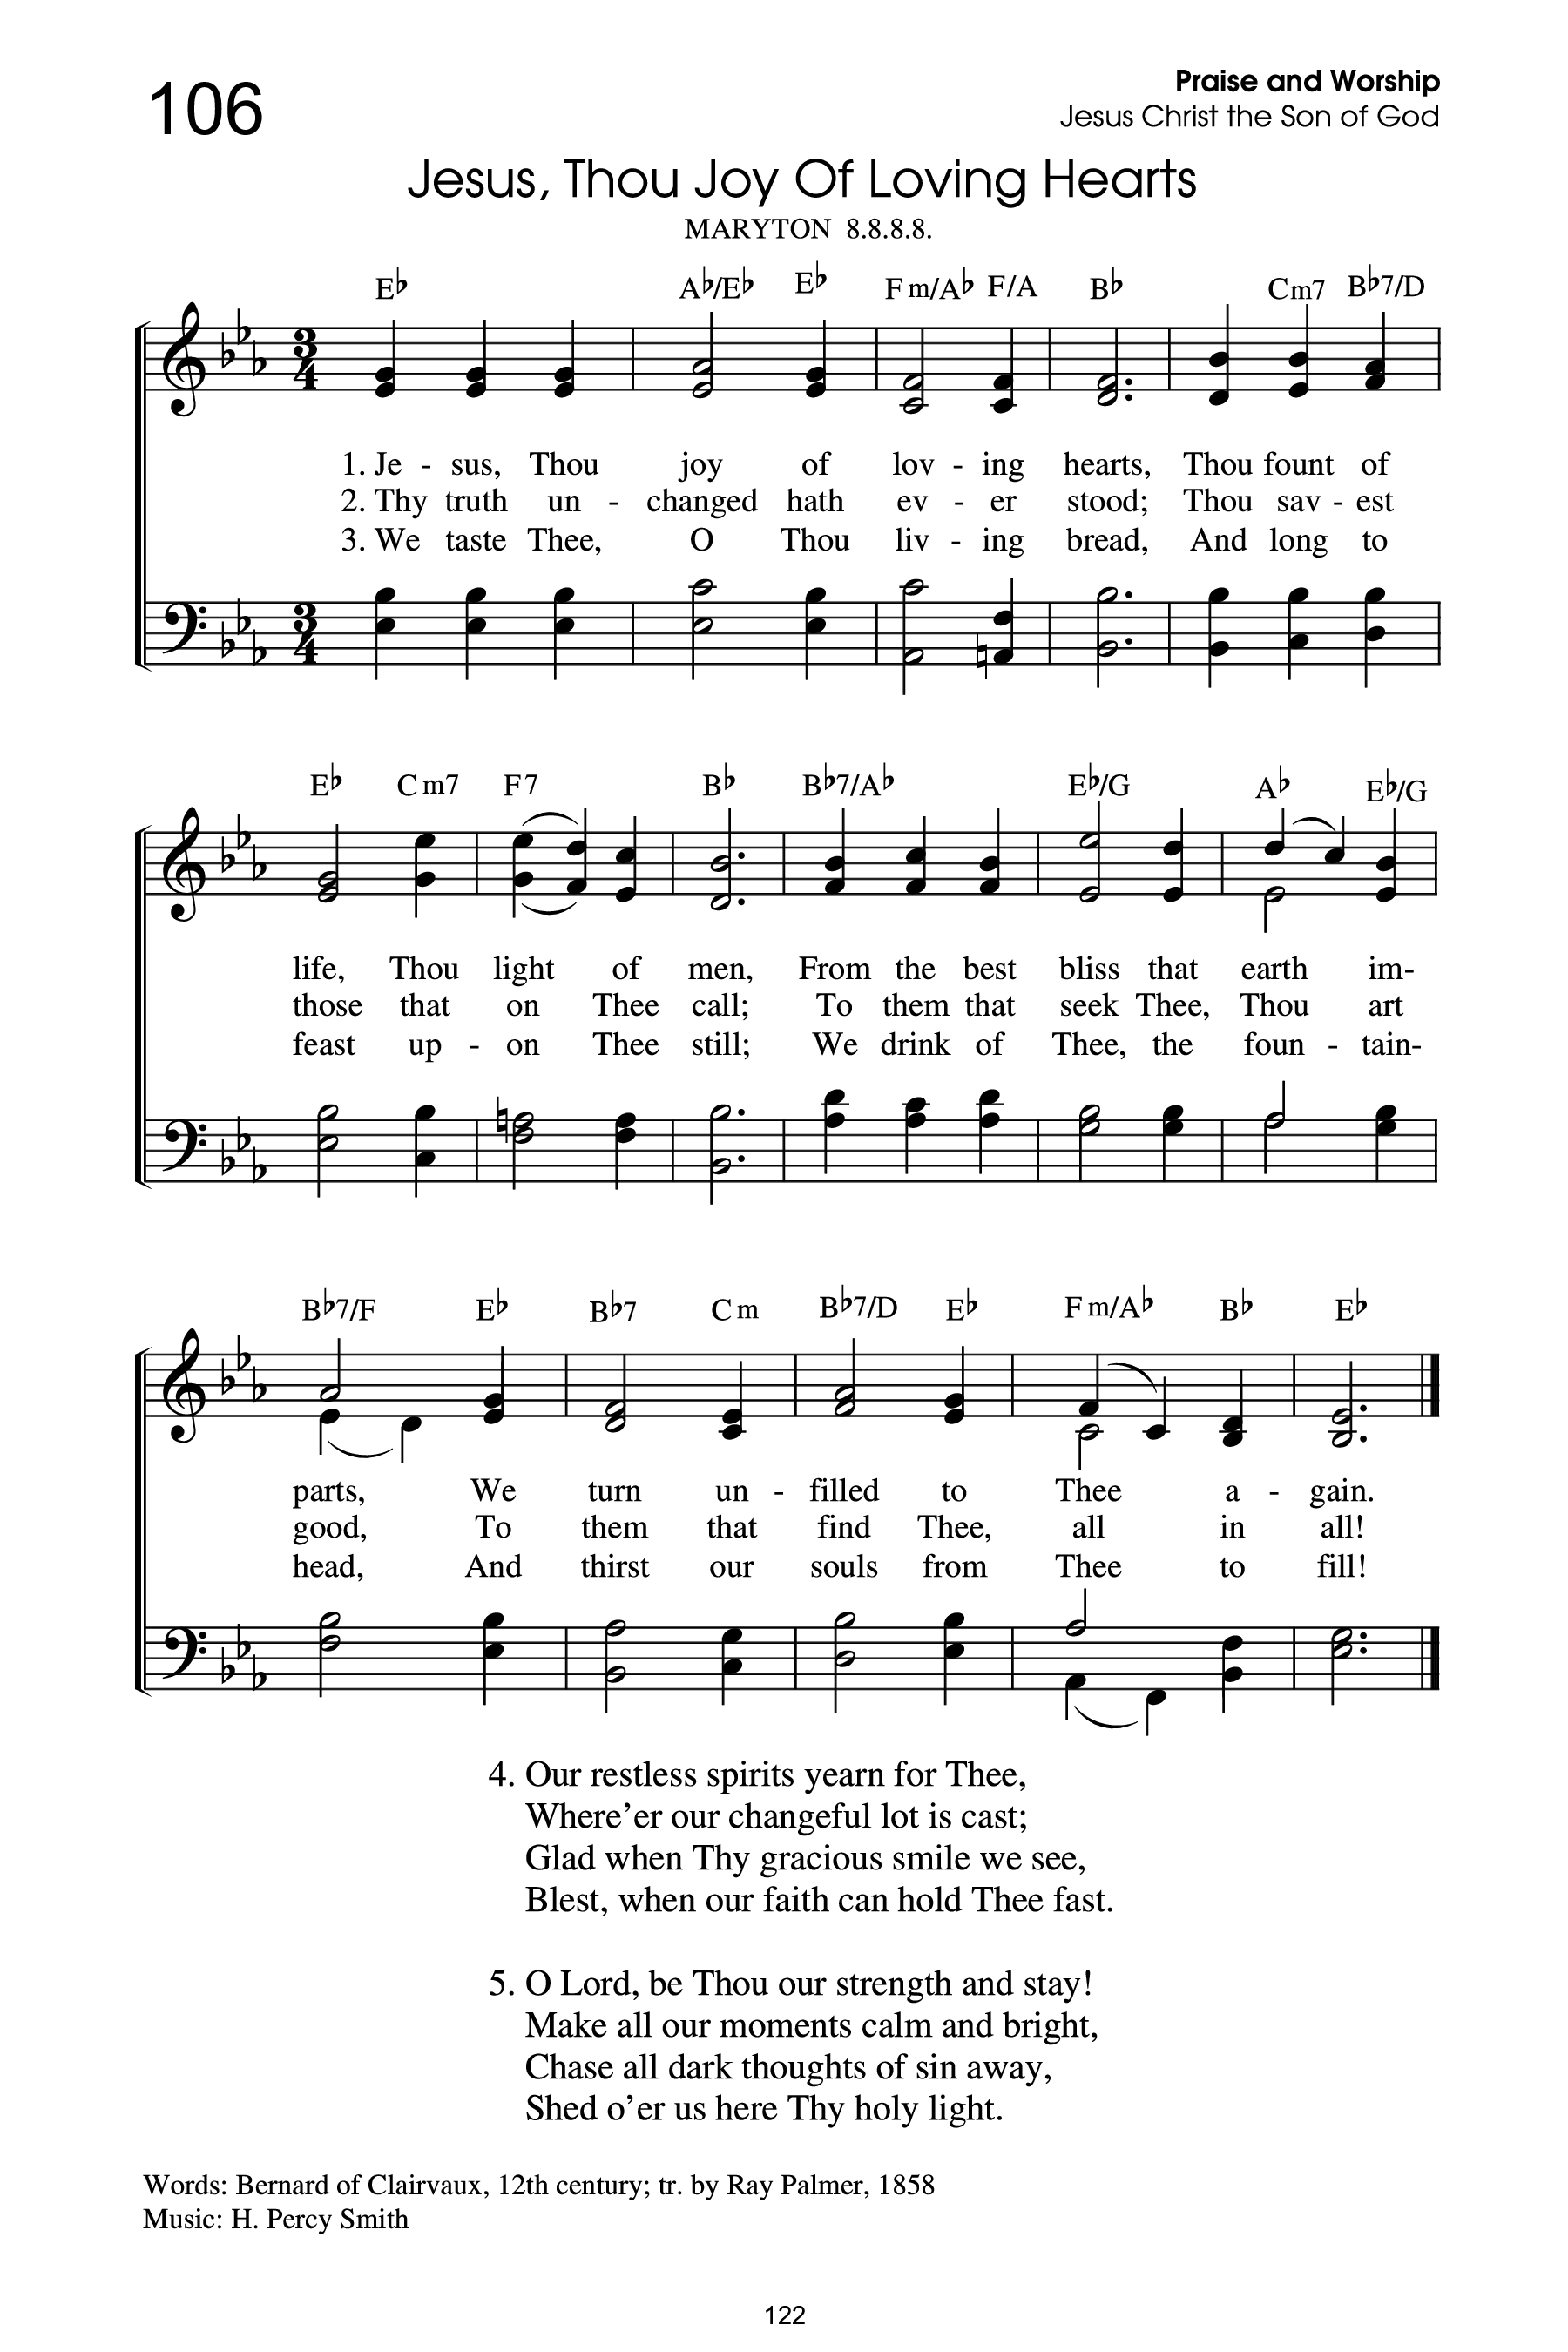 106
Praise and Worship
Jesus Christ the Son of God
Jesus, Thou Joy Of Loving Hearts
MARYTON 8.8.8.8.
E♭ A♭/E♭ E♭ Fm/A♭ F/A B♭ Cm7 B♭7/D
3 4
1. Je - sus, Thou joy of lov - ing hearts, Thou fount of
2. Thy truth un - changed hath ev - er stood; Thou sav - est
3. We taste Thee, O Thou liv - ing bread, And long to
3 4
E♭ Cm7 F7 B♭ B♭7/A♭ E♭/G A♭ E♭/G
life, Thou light of men, From the best bliss that earth im-
those that on Thee call; To them that seek Thee, Thou art
feast up - on Thee still; We drink of Thee, the foun - tain-
B♭7/F E♭ B♭7 Cm B♭7/D E♭ Fm/A♭ B♭ E♭
parts, We turn un - filled to Thee a - gain.
good, To them that find Thee, all in all!
head, And thirst our souls from Thee to fill!
4. Our restless spirits yearn for Thee,
Where’er our changeful lot is cast;
Glad when Thy gracious smile we see,
Blest, when our faith can hold Thee fast.
5. O Lord, be Thou our strength and stay!
Make all our moments calm and bright,
Chase all dark thoughts of sin away,
Shed o’er us here Thy holy light.
Words: Bernard of Clairvaux, 12th century; tr. by Ray Palmer, 1858
Music: H. Percy Smith
122